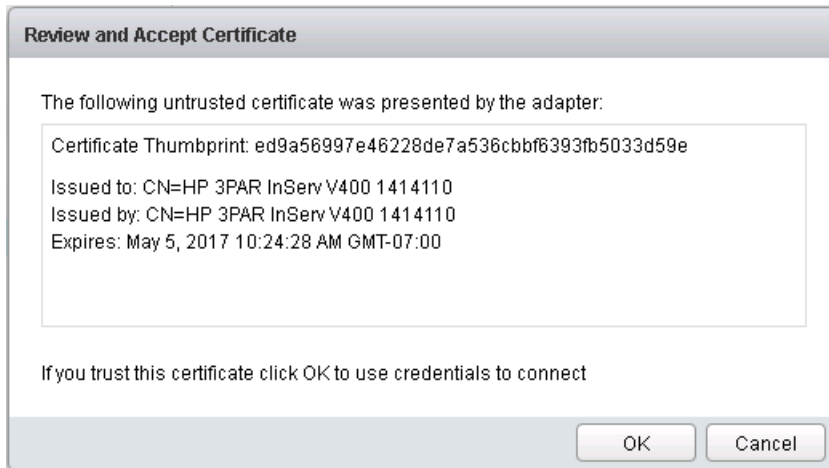 Review and Accept Certificate
The following untrusted certificate was presented by the adapter:
Certificate Thumbprint: ed9a56997e46228de7a536cbbf6393fb5033d59e
Issued to: CN=HP 3PAR InServ V400 1414110
Issued by: CN=HP 3PAR InServ V400 1414110
Expires: May 5, 2017 10:24:28 AM GMT-07:00
If you trust this certificate click OK to use credentials to connect
OK
Cancel